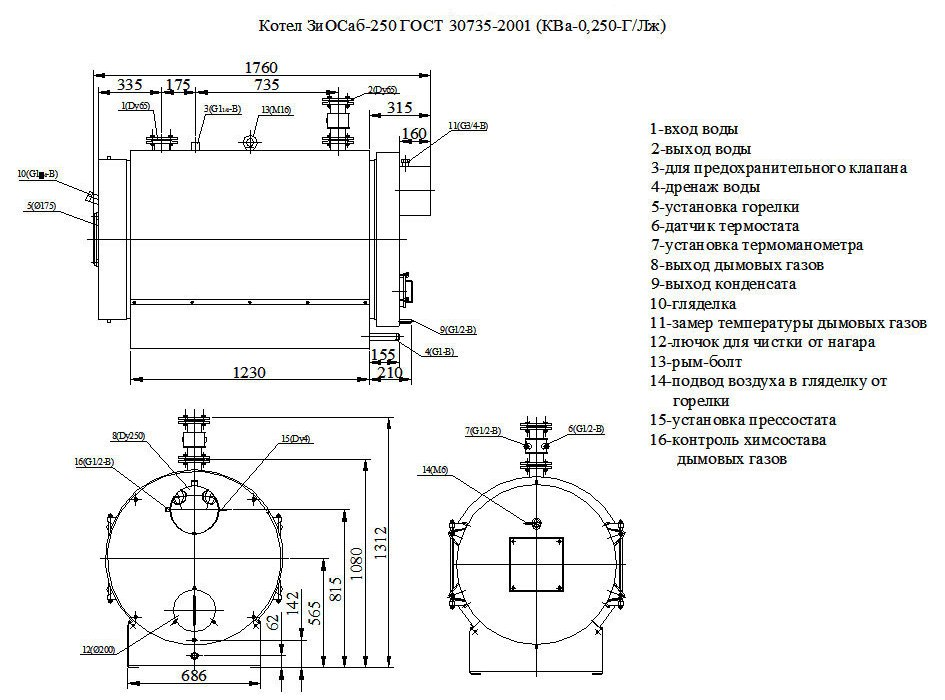 Котел ЗиОСаб-250 ГОСТ 30735-2001 (КВа-0,250-Г/Лж)
1760
335 175 735
2(Dy65)
1(Dy65)
3(G1¼-B)
13(М16)
315
160
11(G3/4-B)
10(G1
5(Ø175)
9(G1/2-B)
4(G1-B)
155
1230
210
1-вход воды
2-выход воды
3-для предохранительного клапана
4-дренаж воды
5-установка горелки
6-датчик термостата
7-установка термоманометра
8-выход дымовых газов
9-выход конденсата
10-гляделка
11-замер температуры дымовых газов
12-лючок для чистки от нагара
13-рым-болт
14-подвод воздуха в гляделку от
горелки
15-установка прессостата
16-контроль химсостава
дымовых газов
8(Dy250)
15(Dy4)
16(G1/2-B)
12(Ø200)
686
62
142
565
815
1080
1312
7(G1/2-B)
6(G1/2-B)
14(М6)